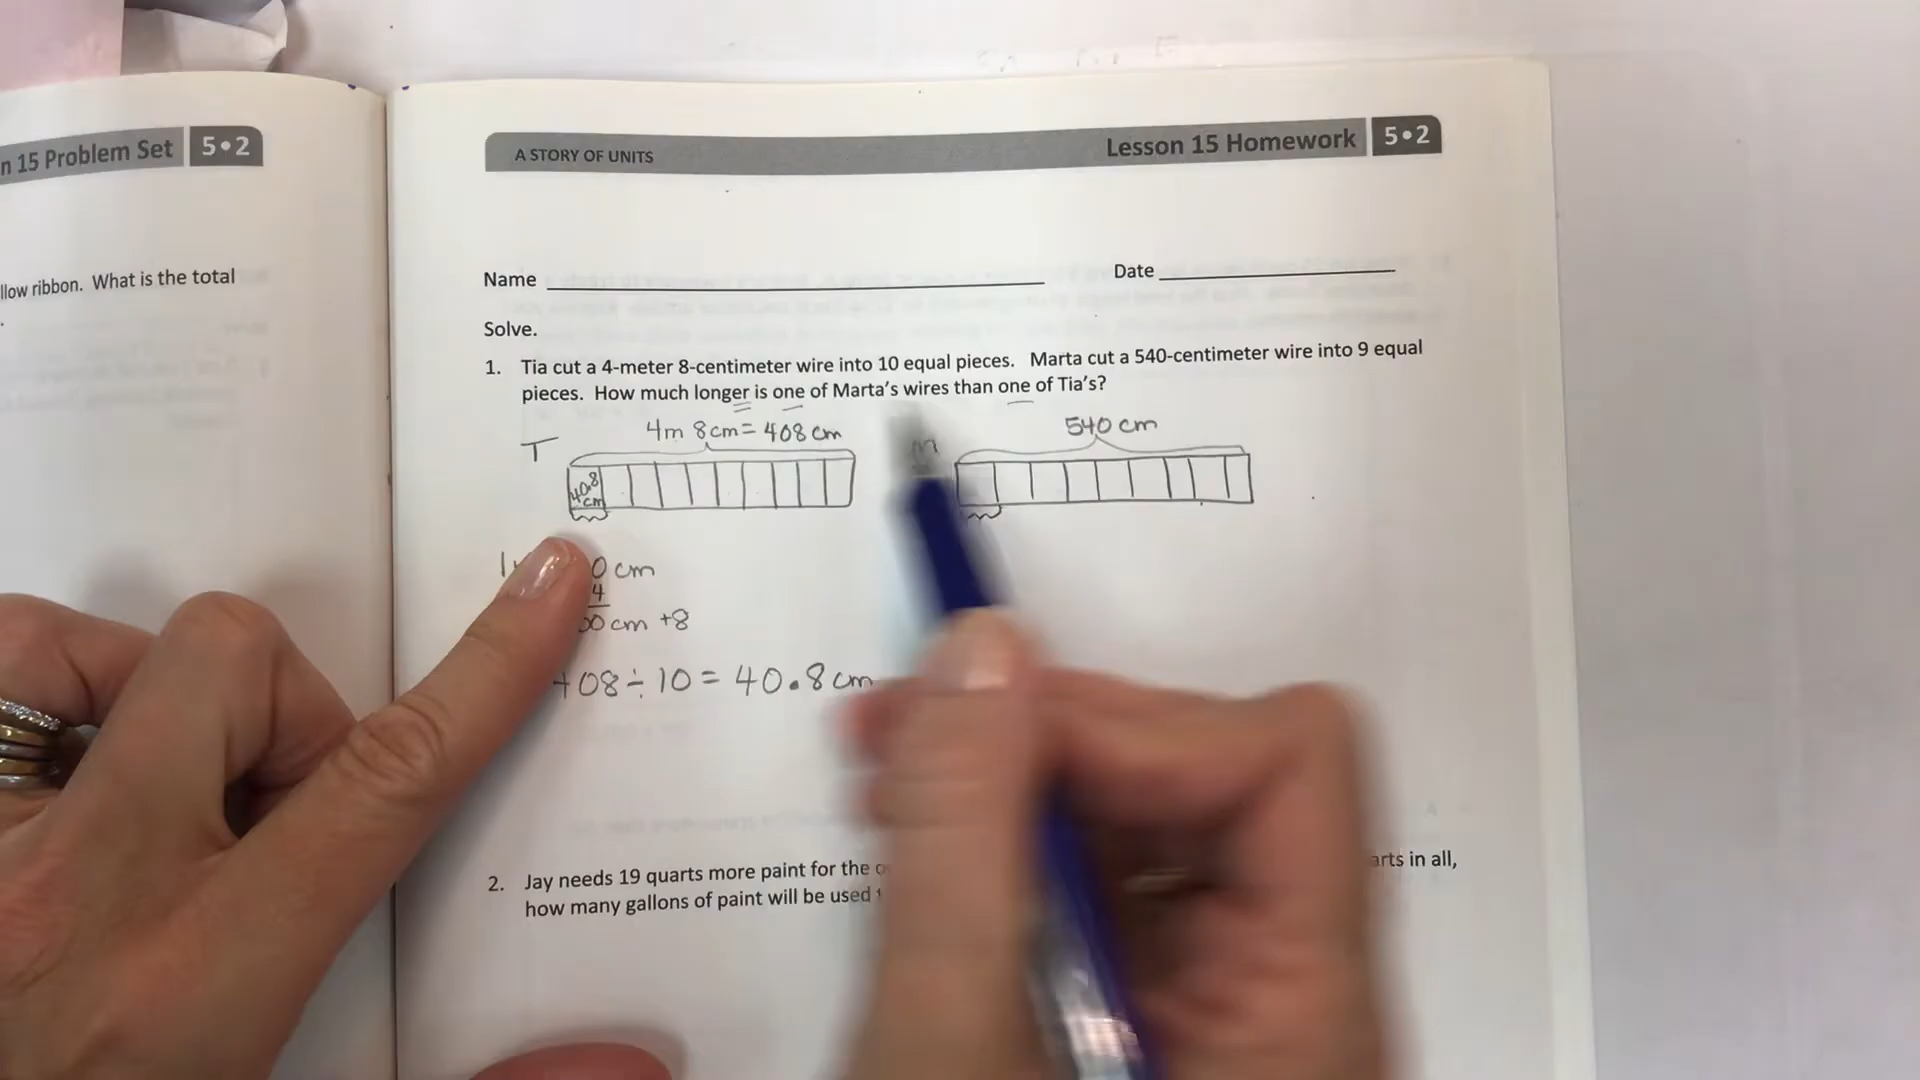 n 15 Problem Set 5•2
llow ribbon. What is the total
.
A STORY OF UNITS
Lesson 15 Homework 5•2
Name
Date
Solve.
1. Tia cut a 4-meter 8-centimeter wire into 10 equal pieces. Marta cut a 540-centimeter wire into 9 equal
pieces. How much longer is one of Marta's wires than one of Tia's?
4m 8cm = 408 cm
540 cm
T
m
40.8
cm
0 cm
4
00cm +8
408 ÷ 10 = 40.8 cm
2. Jay needs 19 quarts more paint for the arts in all,
how many gallons of paint will be used